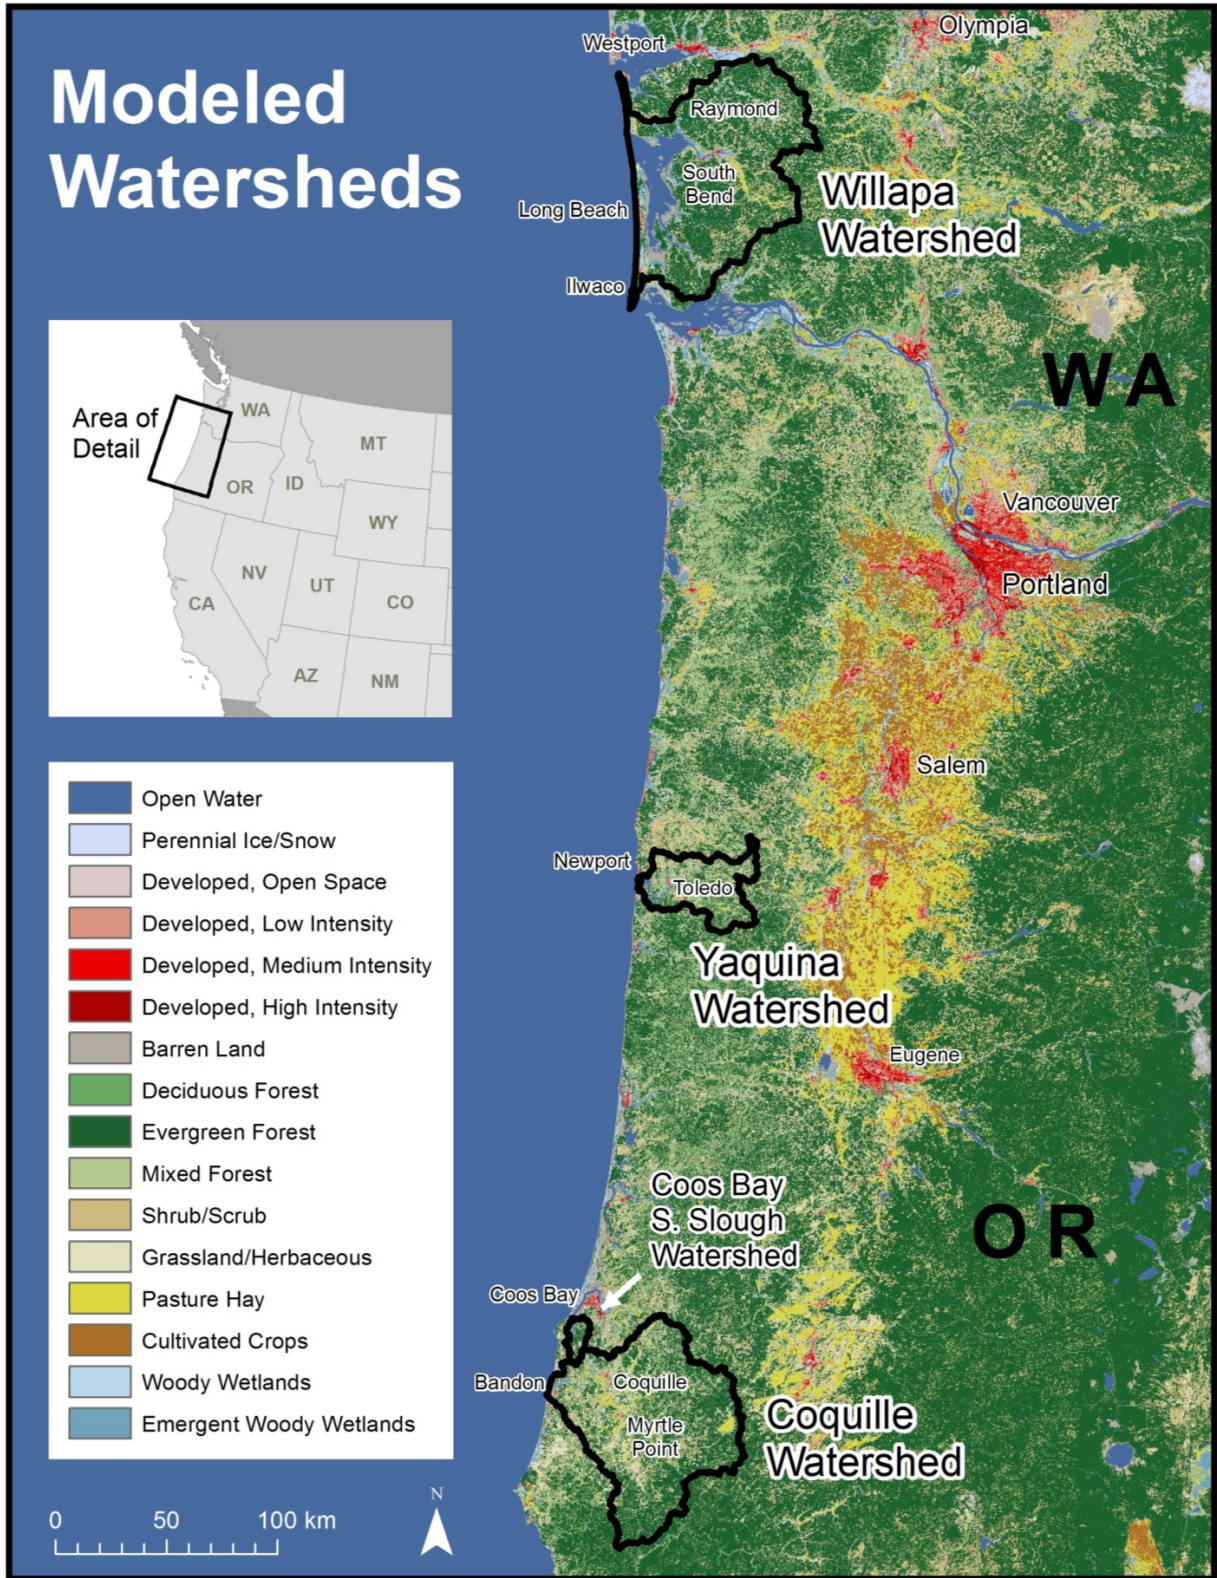 Modeled
Watersheds
Area of
Detail
WA
MT
OR
ID
WY
NV
UT
CA
CO
AZ
NM
Open Water
Perennial Ice/Snow
Developed, Open Space
Developed, Low Intensity
Developed, Medium Intensity
Developed, High Intensity
Barren Land
Deciduous Forest
Evergreen Forest
Mixed Forest
Shrub/Scrub
Grassland/Herbaceous
Pasture Hay
Cultivated Crops
Woody Wetlands
Emergent Woody Wetlands
0 50 100 km
N
Olympia
Westport
Raymond
South
Bend
Willapa
Watershed
Long Beach
Ilwaco
WA
Vancouver
Portland
Salem
Newport
Toledo
Yaquina
Watershed
Eugene
Coos Bay
S. Slough
Watershed
OR
Coos Bay
Bandon
Coquille
Myrtle
Point
Coquille
Watershed